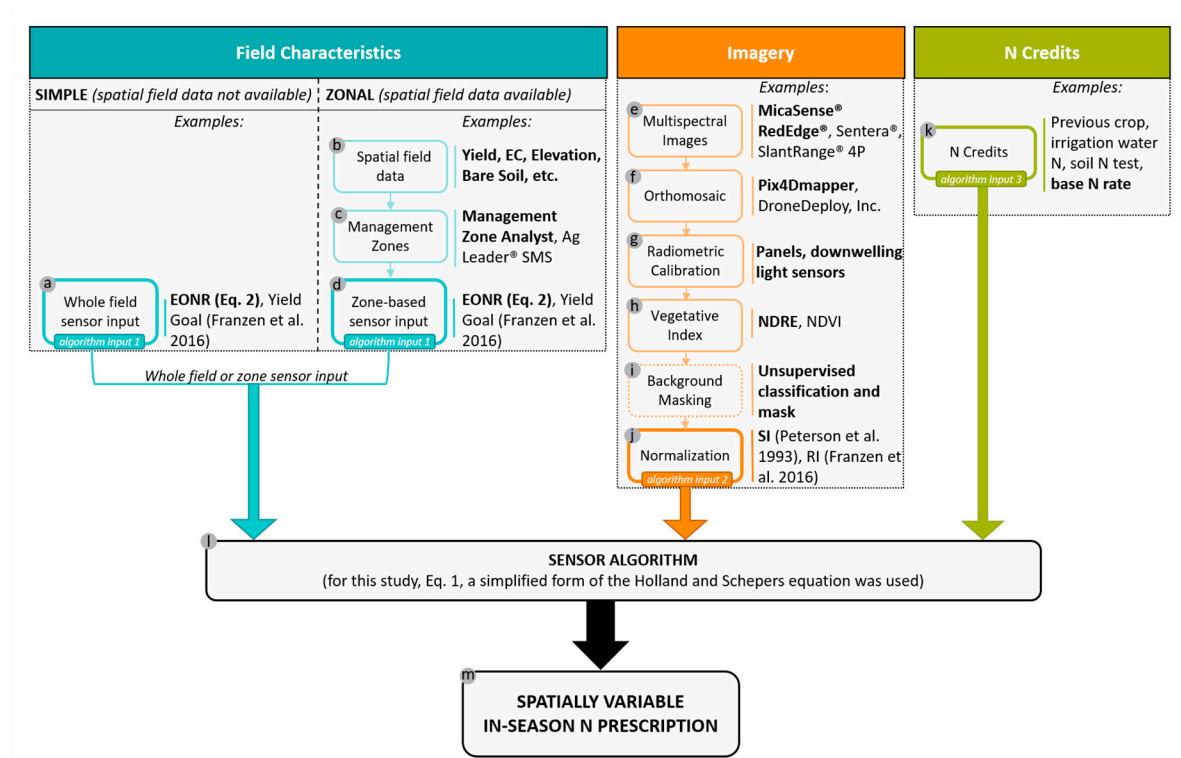 Field Characteristics
SIMPLE (spatial field data not available)
Examples:
a
Whole field
sensor input
algorithm input 1
EONR (Eq. 2), Yield
Goal (Franzen et al.
2016)
ZONAL (spatial field data available)
Examples:
b
Spatial field
data
Yield, EC, Elevation,
Bare Soil, etc.
c
Management
Zones
Management
Zone Analyst, Ag
Leader® SMS
d
Zone-based
sensor input
algorithm input 1
EONR (Eq. 2), Yield
Goal (Franzen et al.
2016)
Whole field or zone sensor input
Imagery
Examples:
e
Multispectral
Images
MicaSense®
RedEdge®, Sentera®,
SlantRange® 4P
f
Orthomosaic
Pix4Dmapper,
DroneDeploy, Inc.
g
Radiometric
Calibration
Panels, downwelling
light sensors
h
Vegetative
Index
NDRE, NDVI
i
Background
Masking
Unsupervised
classification and
mask
j
Normalization
algorithm input 2
SI (Peterson et al.
1993), RI (Franzen et
al. 2016)
N Credits
Examples:
k
N Credits
algorithm input 3
Previous crop,
irrigation water
N, soil N test,
base N rate
l
SENSOR ALGORITHM
(for this study, Eq. 1, a simplified form of the Holland and Schepers equation was used)
m
SPATIALLY VARIABLE
IN-SEASON N PRESCRIPTION